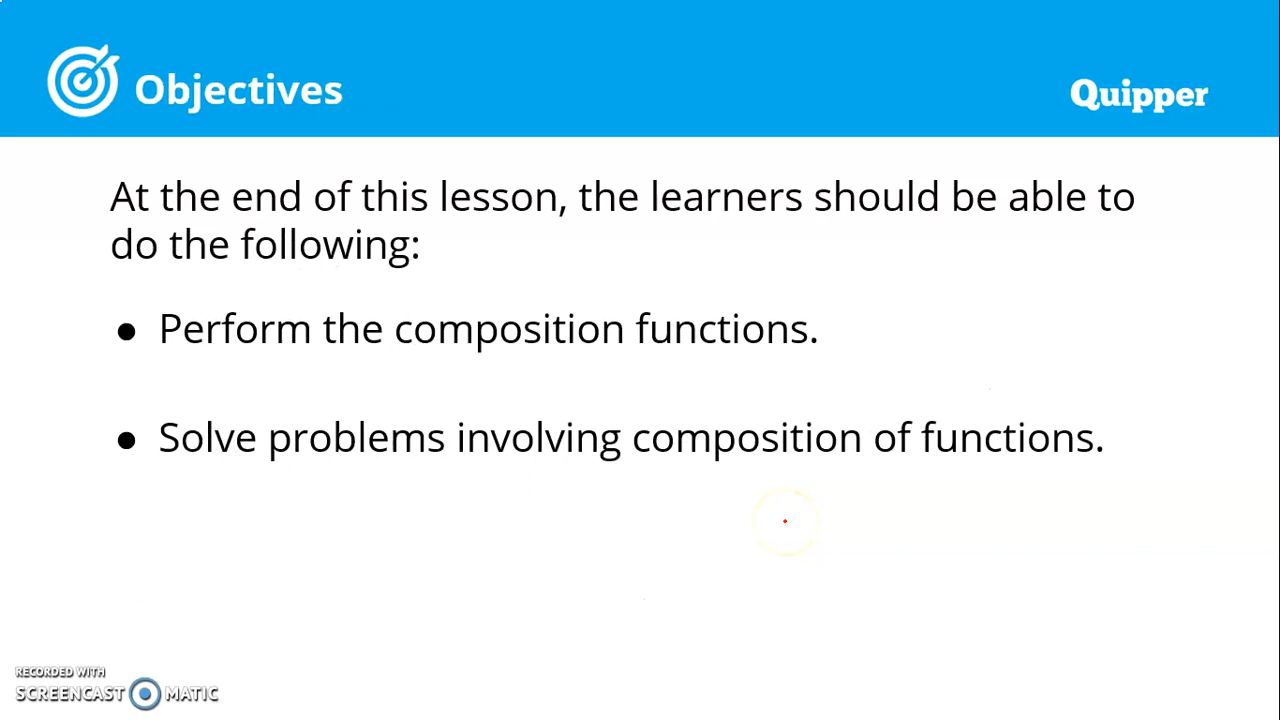 Objectives
Quipper
At the end of this lesson, the learners should be able to
do the following:
● Perform the composition functions.
● Solve problems involving composition of functions.
RECORDED WITH
SCREENCAST MATIC